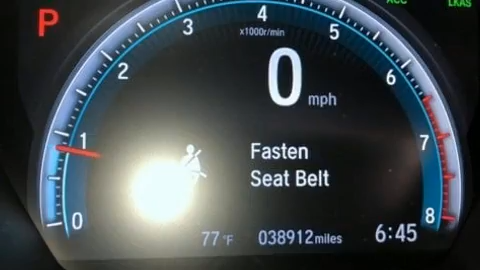 ACC LKAS
P
0 1 2 3 4 5 6 7 8
x1000r/min
0 mph
Fasten
Seat Belt
77°F 038912 miles 6:45